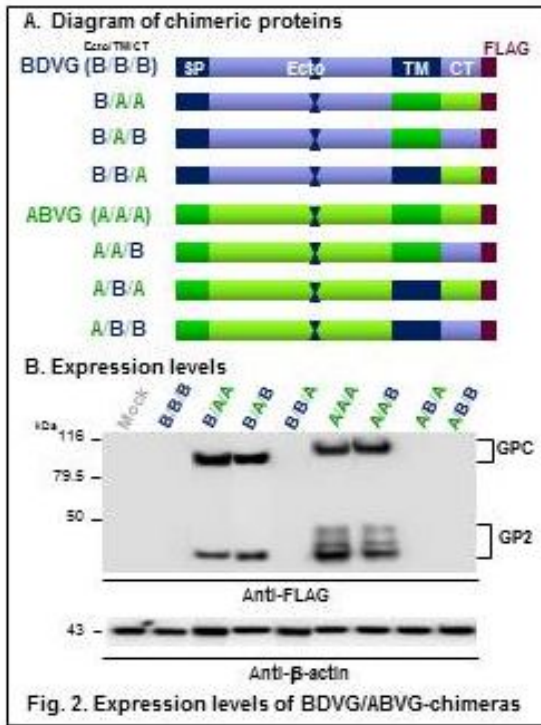 A. Diagram of chimeric proteins
Ecto/TM/CT
FLAG
BDVG (B/B/B) SP Ecto TM CT
B/A/A
B/A/B
B/B/A
ABVG (A/A/A)
A/A/B
A/B/A
A/B/B
B. Expression levels
Mock B/B/B B/A/A B/A/B B/B/A A/A/A A/A/B A/B/A A/B/B
kDa
116
GPC
79.5
50
GP2
Anti-FLAG
43
Anti-β-actin
Fig. 2. Expression levels of BDVG/ABVG-chimeras